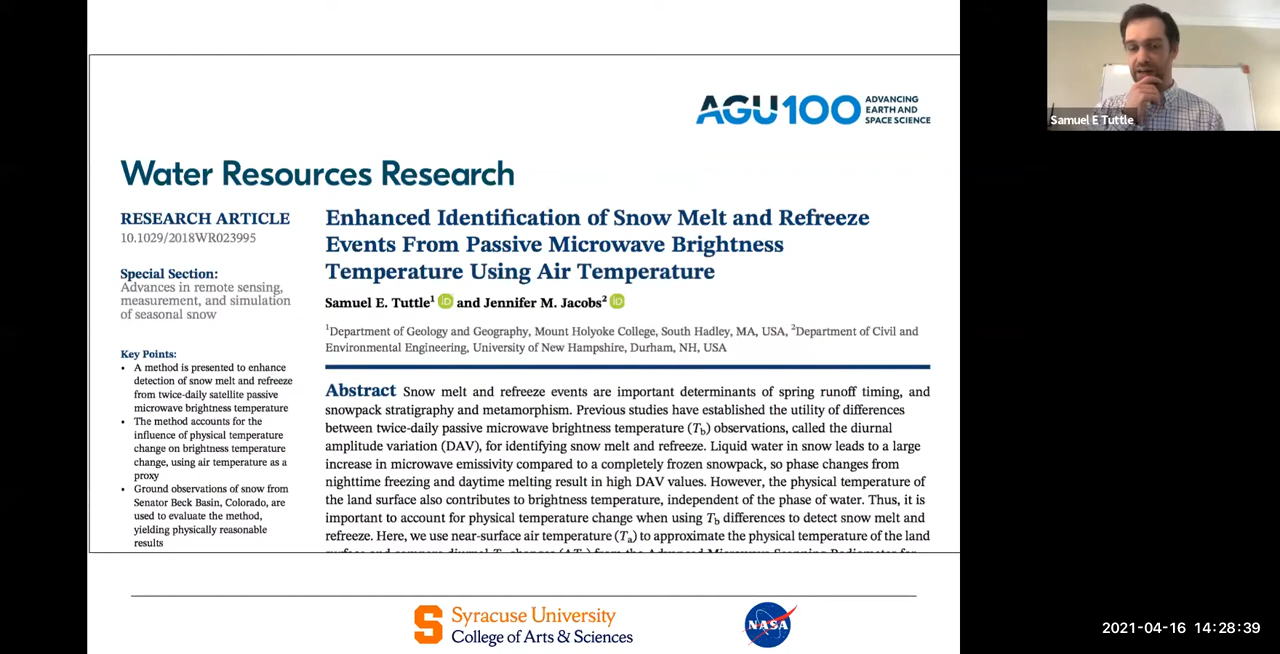 AGU100 ADVANCING
EARTH AND
SPACE SCIENCE
Water Resources Research
RESEARCH ARTICLE
10.1029/2018WR023995
Special Section:
Advances in remote sensing,
measurement, and simulation
of seasonal snow
Key Points:
• A method is presented to enhance
detection of snow melt and refreeze
from twice-daily satellite passive
microwave brightness temperature
• The method accounts for the
influence of physical temperature
change on brightness temperature
change, using air temperature as a
proxy
• Ground observations of snow from
Senator Beck Basin, Colorado, are
used to evaluate the method,
yielding physically reasonable
results
Enhanced Identification of Snow Melt and Refreeze
Events From Passive Microwave Brightness
Temperature Using Air Temperature
Samuel E. Tuttle¹ iD and Jennifer M. Jacobs² iD
¹Department of Geology and Geography, Mount Holyoke College, South Hadley, MA, USA, ²Department of Civil and
Environmental Engineering, University of New Hampshire, Durham, NH, USA
Abstract Snow melt and refreeze events are important determinants of spring runoff timing, and
snowpack stratigraphy and metamorphism. Previous studies have established the utility of differences
between twice-daily passive microwave brightness temperature (Tb) observations, called the diurnal
amplitude variation (DAV), for identifying snow melt and refreeze. Liquid water in snow leads to a large
increase in microwave emissivity compared to a completely frozen snowpack, so phase changes from
nighttime freezing and daytime melting result in high DAV values. However, the physical temperature of
the land surface also contributes to brightness temperature, independent of the phase of water. Thus, it is
important to account for physical temperature change when using Tb differences to detect snow melt and
refreeze. Here, we use near-surface air temperature (Ta) to approximate the physical temperature of the land
S Syracuse University
College of Arts & Sciences
NASA
Samuel E Tuttle
2021-04-16 14:28:39